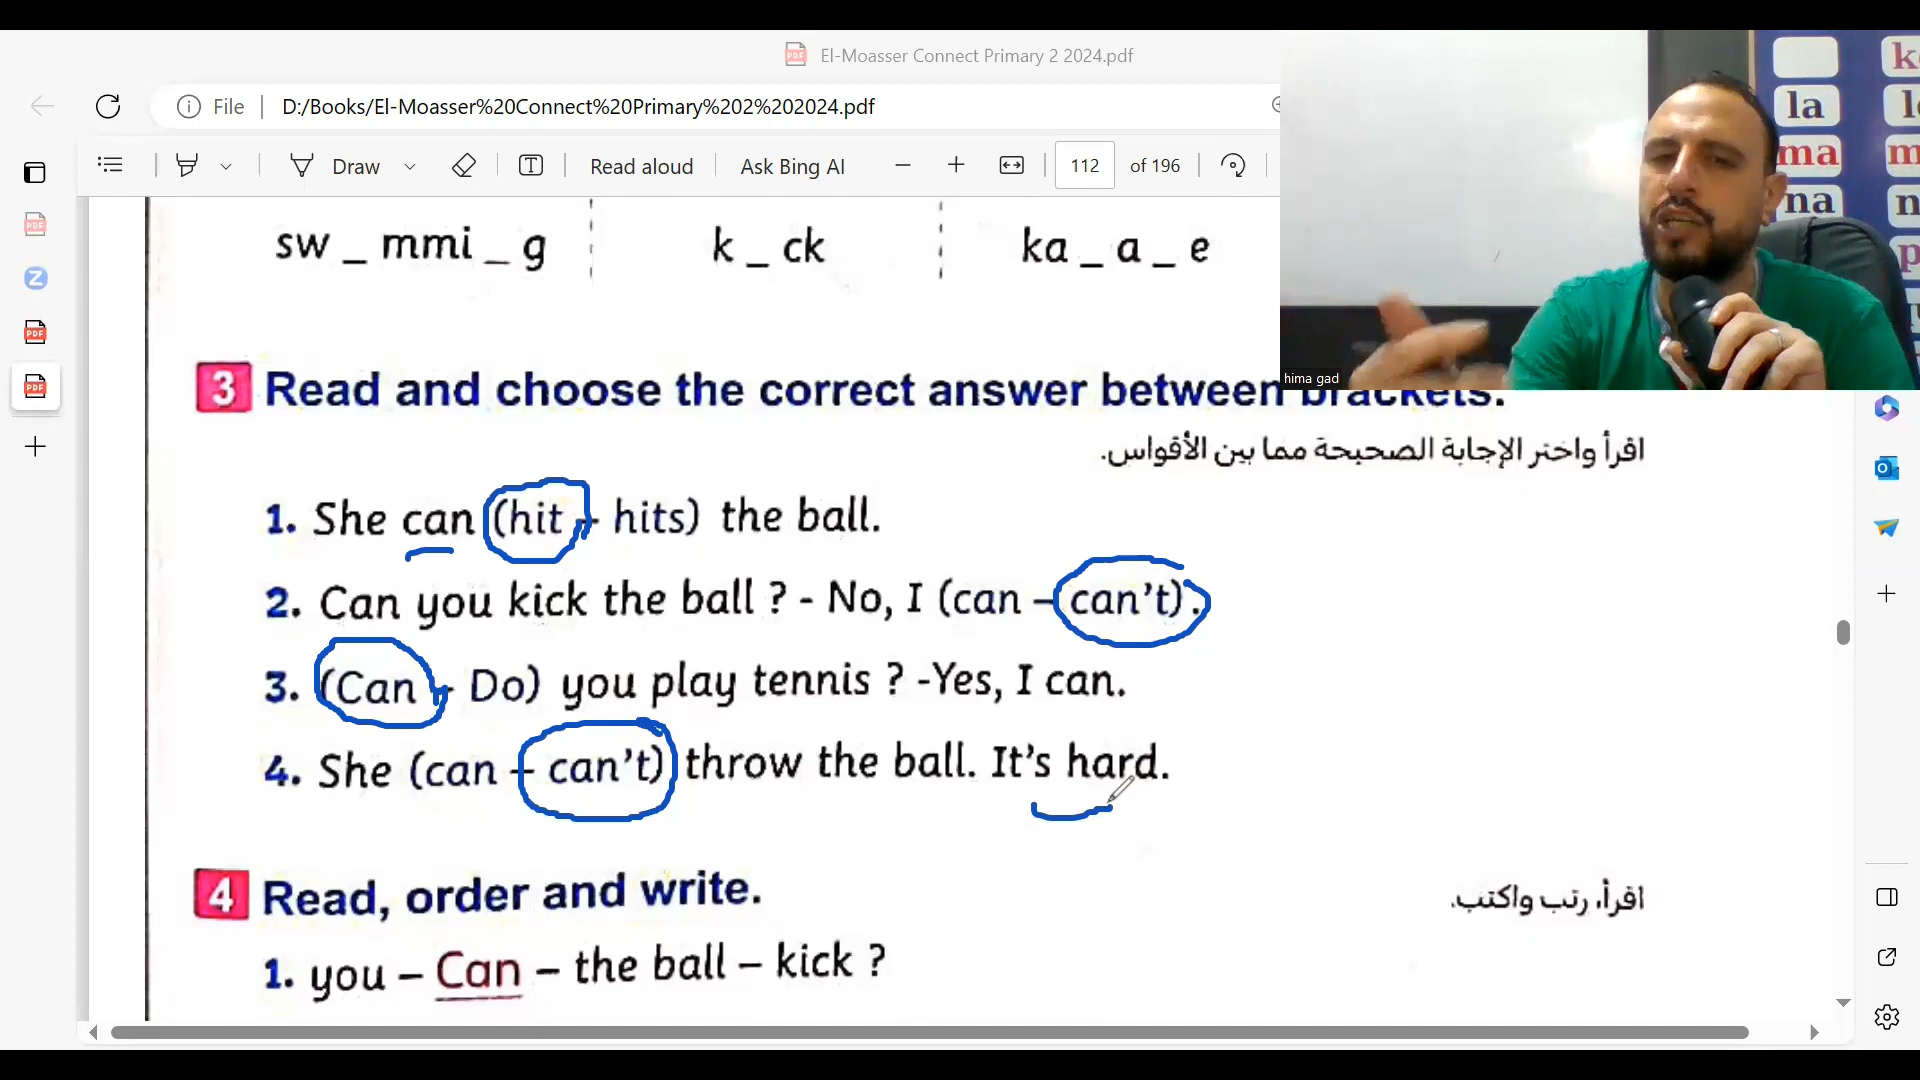 El-Moasser Connect Primary 2 2024.pdf
File
D:/Books/El-Moasser%20Connect%20Primary%202%202024.pdf
Draw
Read aloud
Ask Bing AI
112
of 196
sw _ mmi _ g
k _ ck
ka _ a _ e
la
ma
na
hima gad
3 Read and choose the correct answer between brackets.
اقرأ واختر الإجابة الصحيحة مما بين الأقواس.
1. She can (hit - hits) the ball.
2. Can you kick the ball ? - No, I (can – can't).
3. (Can - Do) you play tennis ? -Yes, I can.
4. She (can – can't) throw the ball. It's hard.
4 Read, order and write.
اقرأ، رتب واكتب.
1. you – Can – the ball – kick ?